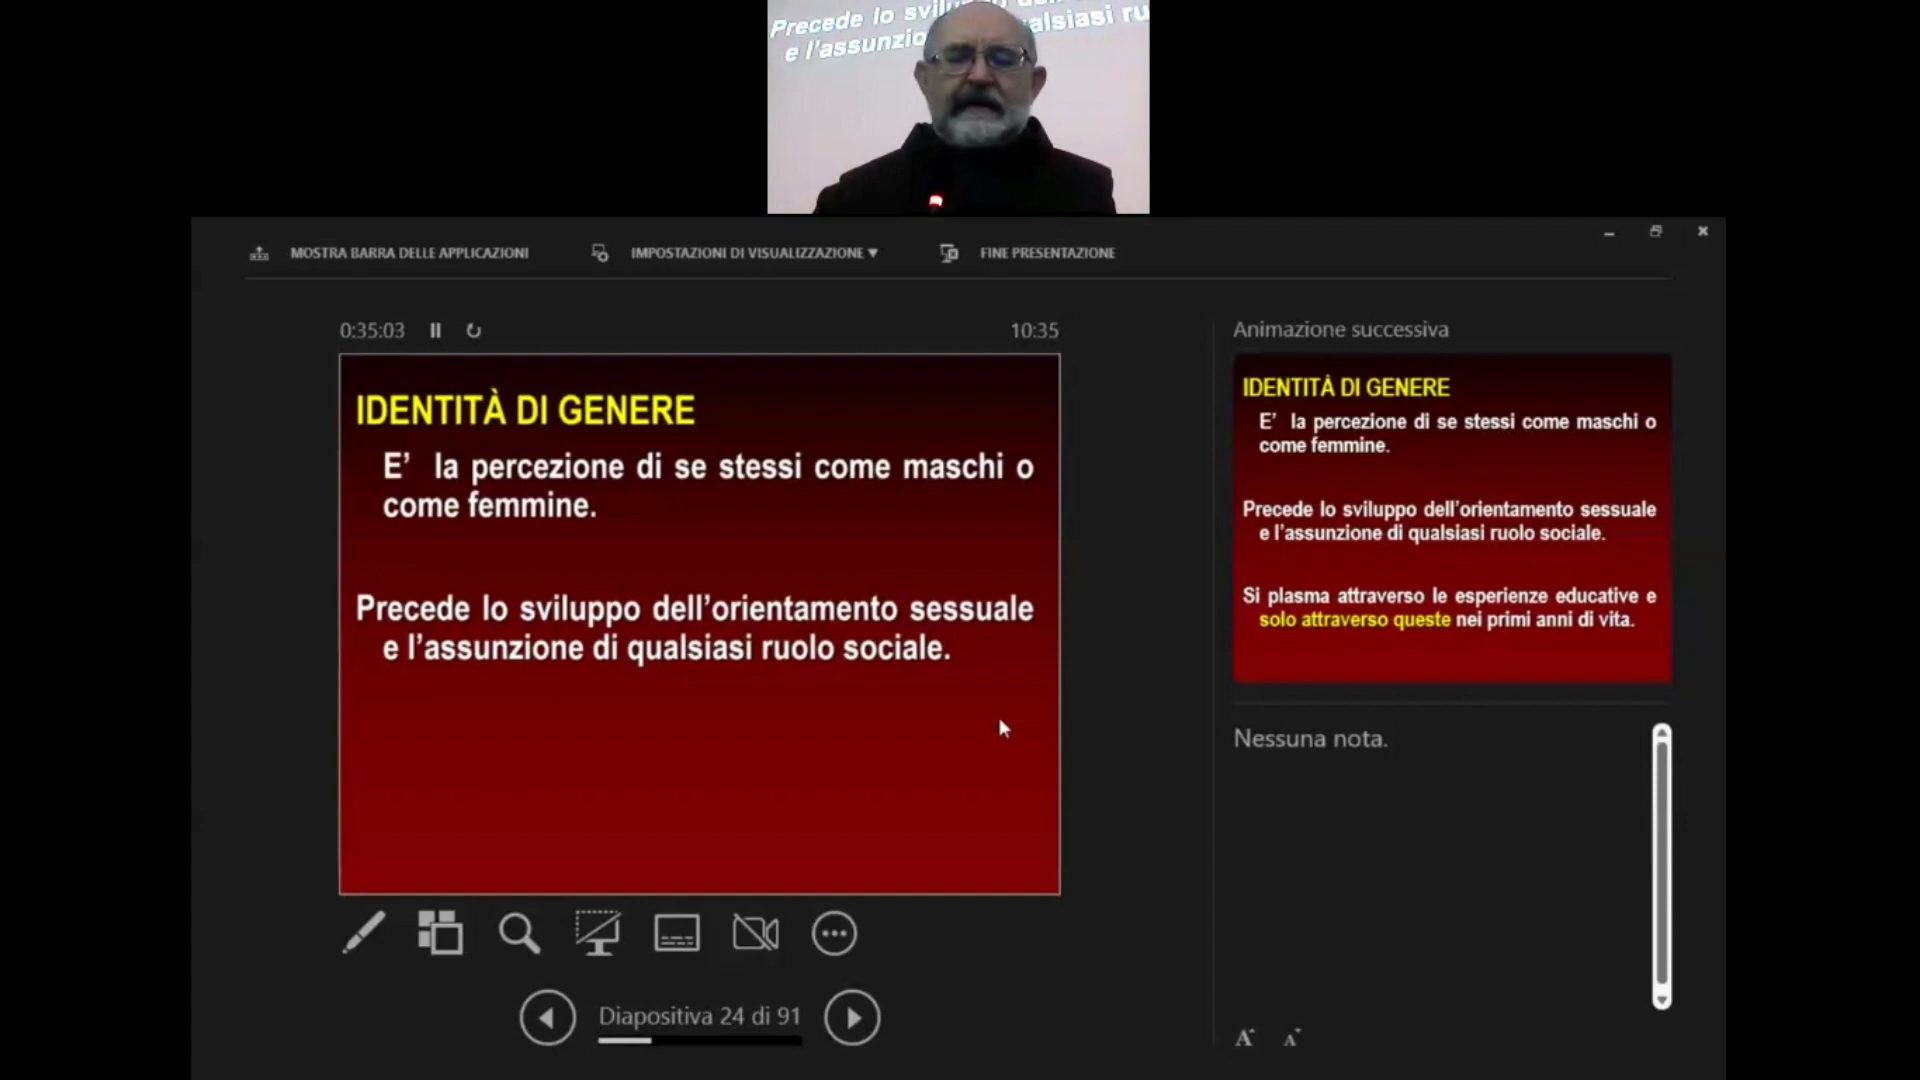 Precede lo
alsiasi ru
e l'assunzio
MOSTRA BARRA DELLE APPLICAZIONI
IMPOSTAZIONI DI VISUALIZZAZIONE ▼
FINE PRESENTAZIONE
0:35:03
10:35
IDENTITÀ DI GENERE
E' la percezione di se stessi come maschi o
come femmine.
Precede lo sviluppo dell'orientamento sessuale
e l'assunzione di qualsiasi ruolo sociale.
Diapositiva 24 di 91
Animazione successiva
IDENTITÀ DI GENERE
E' la percezione di se stessi come maschi o
come femmine.
Precede lo sviluppo dell'orientamento sessuale
e l'assunzione di qualsiasi ruolo sociale.
Si plasma attraverso le esperienze educative e
solo attraverso queste nei primi anni di vita.
Nessuna nota.
A
A